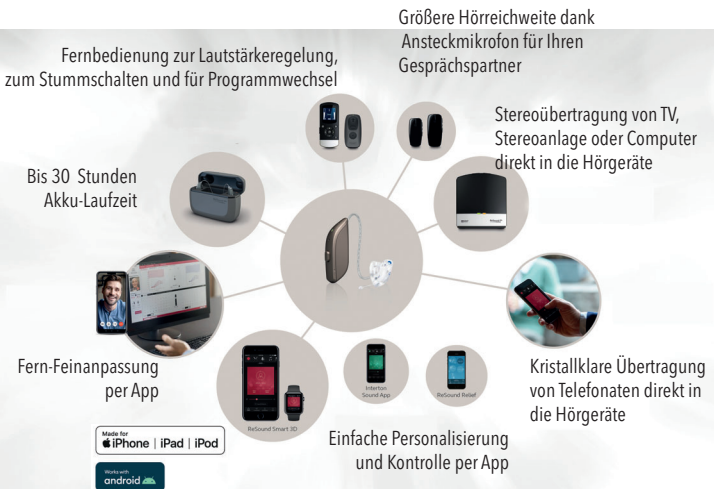 Größere Hörreichweite dank
Ansteckmikrofon für Ihren
Gesprächspartner
Fernbedienung zur Lautstärkeregelung,
zum Stummschalten und für Programmwechsel
Stereoübertragung von TV,
Stereoanlage oder Computer
direkt in die Hörgeräte
Bis 30 Stunden
Akku-Laufzeit
Fern-Feinanpassung
per App
ReSound Smart 3D
Interton
Sound App
ReSound Relief
Kristallklare Übertragung
von Telefonaten direkt in
die Hörgeräte
Einfache Personalisierung
und Kontrolle per App
Made for
iPhone | iPad | iPod
Works with
android